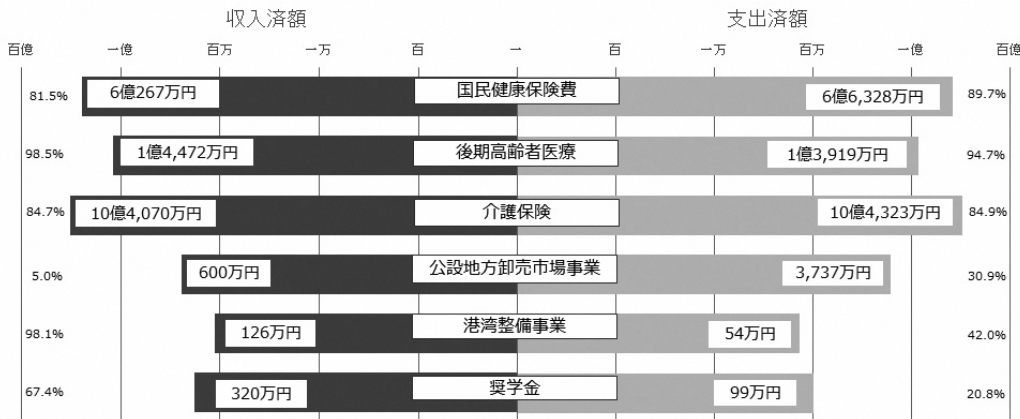 収入済額 支出済額
百億 一億 百万 一万 百 一 百 一万 百万 一億 百億
81.5% 6億267万円 国民健康保険費 6億6,328万円 89.7%
98.5% 1億4,472万円 後期高齢者医療 1億3,919万円 94.7%
84.7% 10億4,070万円 介護保険 10億4,323万円 84.9%
5.0% 600万円 公設地方卸売市場事業 3,737万円 30.9%
98.1% 126万円 港湾整備事業 54万円 42.0%
67.4% 320万円 奨学金 99万円 20.8%